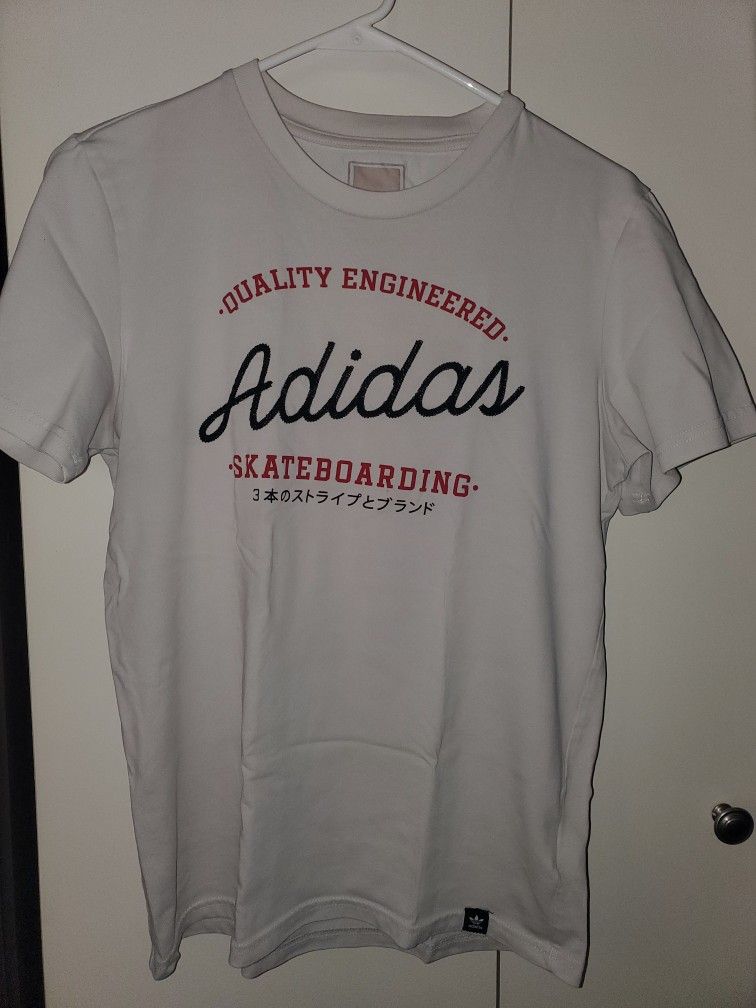 ·QUALITY ENGINEERED·
Adidas
·SKATEBOARDING·
3本のストライプとブランド